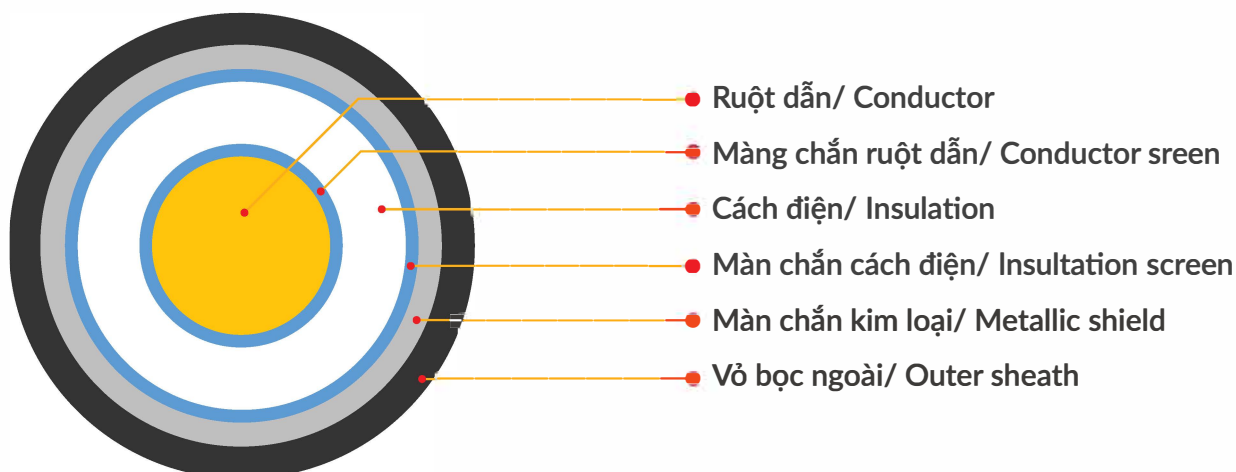 Ruột dẫn/ Conductor
Màng chắn ruột dẫn/ Conductor sreen
Cách điện/ Insulation
Màn chắn cách điện/ Insultation screen
Màn chắn kim loại/ Metallic shield
Vỏ bọc ngoài/ Outer sheath